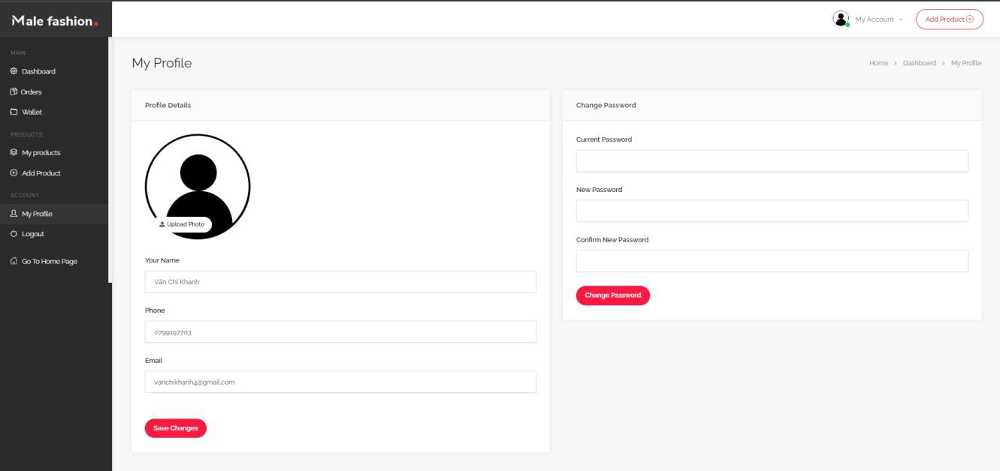 Male fashion.
My Account
Add Product
MAIN
Dashboard
Orders
Wallet
PRODUCTS
My products
Add Product
ACCOUNT
My Profile
Logout
Go To Home Page
My Profile
Home > Dashboard > My Profile
Profile Details
Upload Photo
Your Name
Văn Chí Khanh
Phone
0799197703
Email
vanchikhanh4@gmail.com
Save Changes
Change Password
Current Password
New Password
Confirm New Password
Change Password